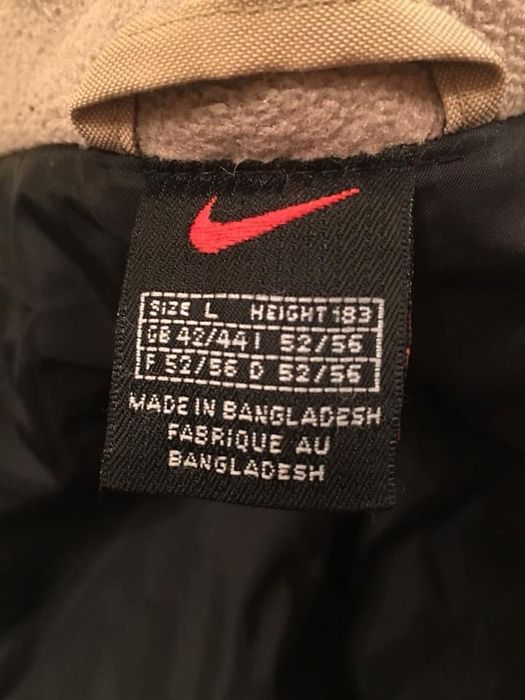 SIZE L HEIGHT 183
GB 42/44 I 52/56
F 52/56 D 52/56
MADE IN BANGLADESH
FABRIQUE AU
BANGLADESH